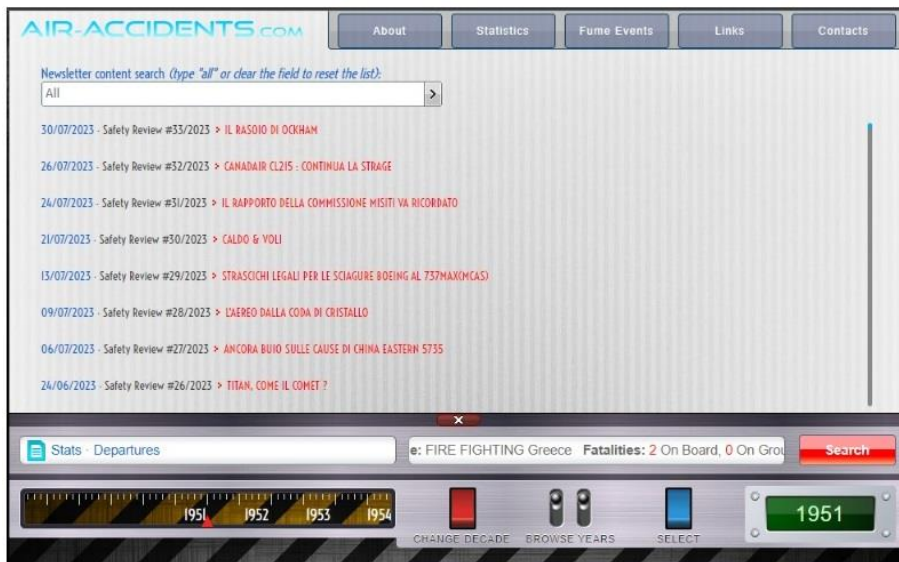 AIR-ACCIDENTS.COM
About
Statistics
Fume Events
Links
Contacts
Newsletter content search (type "all" or clear the field to reset the list):
All
>
30/07/2023 - Safety Review #33/2023 > IL RASOIO DI OCKHAM
26/07/2023 - Safety Review #32/2023 > CANADAIR CL215 : CONTINUA LA STRAGE
24/07/2023 - Safety Review #31/2023 > IL RAPPORTO DELLA COMMISSIONE MISITI VA RICORDATO
21/07/2023 - Safety Review #30/2023 > CALDO & VOLI
13/07/2023 - Safety Review #29/2023 > STRASCICHI LEGALI PER LE SCIAGURE BOEING AL 737MAX(MCAS)
09/07/2023 - Safety Review #28/2023 > L'AEREO DALLA CODA DI CRISTALLO
06/07/2023 - Safety Review #27/2023 > ANCORA BUIO SULLE CAUSE DI CHINA EASTERN 5735
24/06/2023 - Safety Review #26/2023 > TITAN, COME IL COMET ?
X
Stats · Departures
e: FIRE FIGHTING Greece Fatalities: 2 On Board, 0 On Grou
Search
1951 1952 1953 1954
CHANGE DECADE
BROWSE YEARS
SELECT
1951